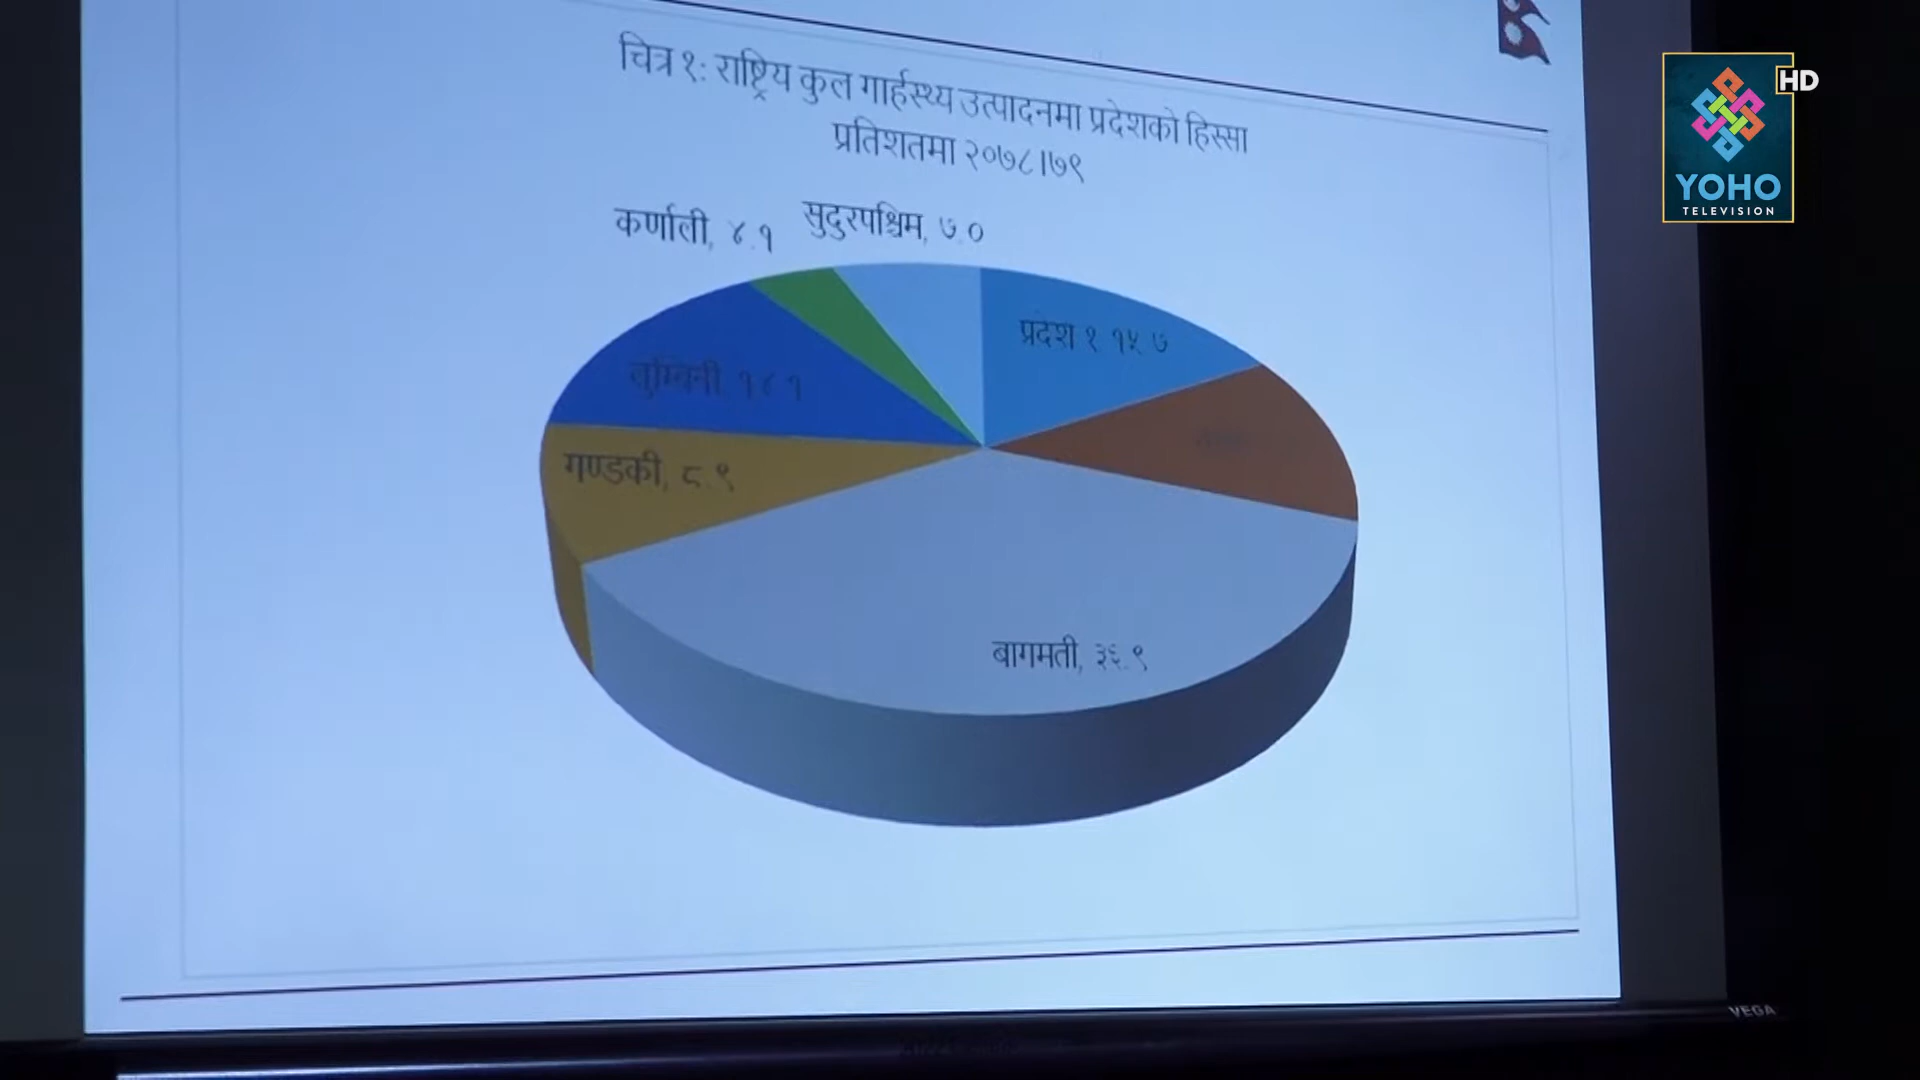 चित्र १: राष्ट्रिय कुल गार्हस्थ्य उत्पादनमा प्रदेशको हिस्सा
प्रतिशतमा २०७८।७९
कर्णाली, ४.१
सुदुरपश्चिम, ७.०
प्रदेश १ १५.७
लुम्बिनी, १४.१
गण्डकी, ८.९
बागमती, ३६.९
HD
YOHO
TELEVISION
VEGA